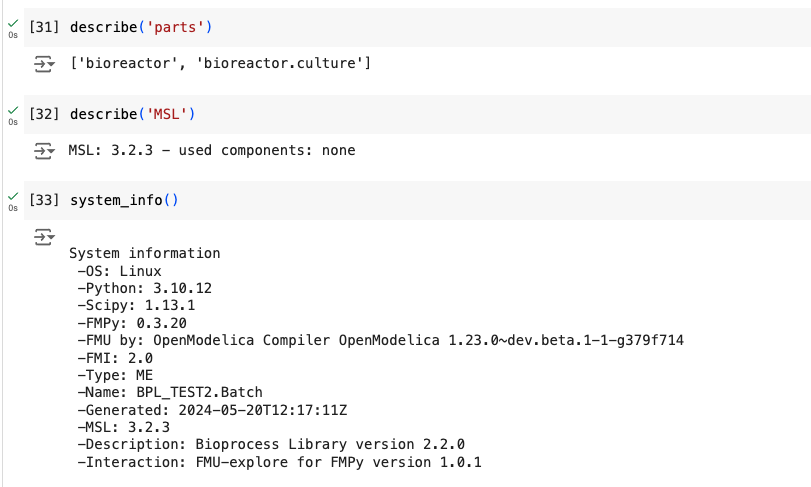 [31] describe('parts')
0s
['bioreactor', 'bioreactor.culture']
[32] describe('MSL')
0s
MSL: 3.2.3 – used components: none
[33] system_info()
0s
System information
-OS: Linux
-Python: 3.10.12
-Scipy: 1.13.1
-FMPy: 0.3.20
-FMU by: OpenModelica Compiler OpenModelica 1.23.0~dev.beta.1-1-g379f714
-FMI: 2.0
-Type: ME
-Name: BPL_TEST2.Batch
-Generated: 2024-05-20T12:17:11Z
-MSL: 3.2.3
-Description: Bioprocess Library version 2.2.0
-Interaction: FMU-explore for FMPy version 1.0.1